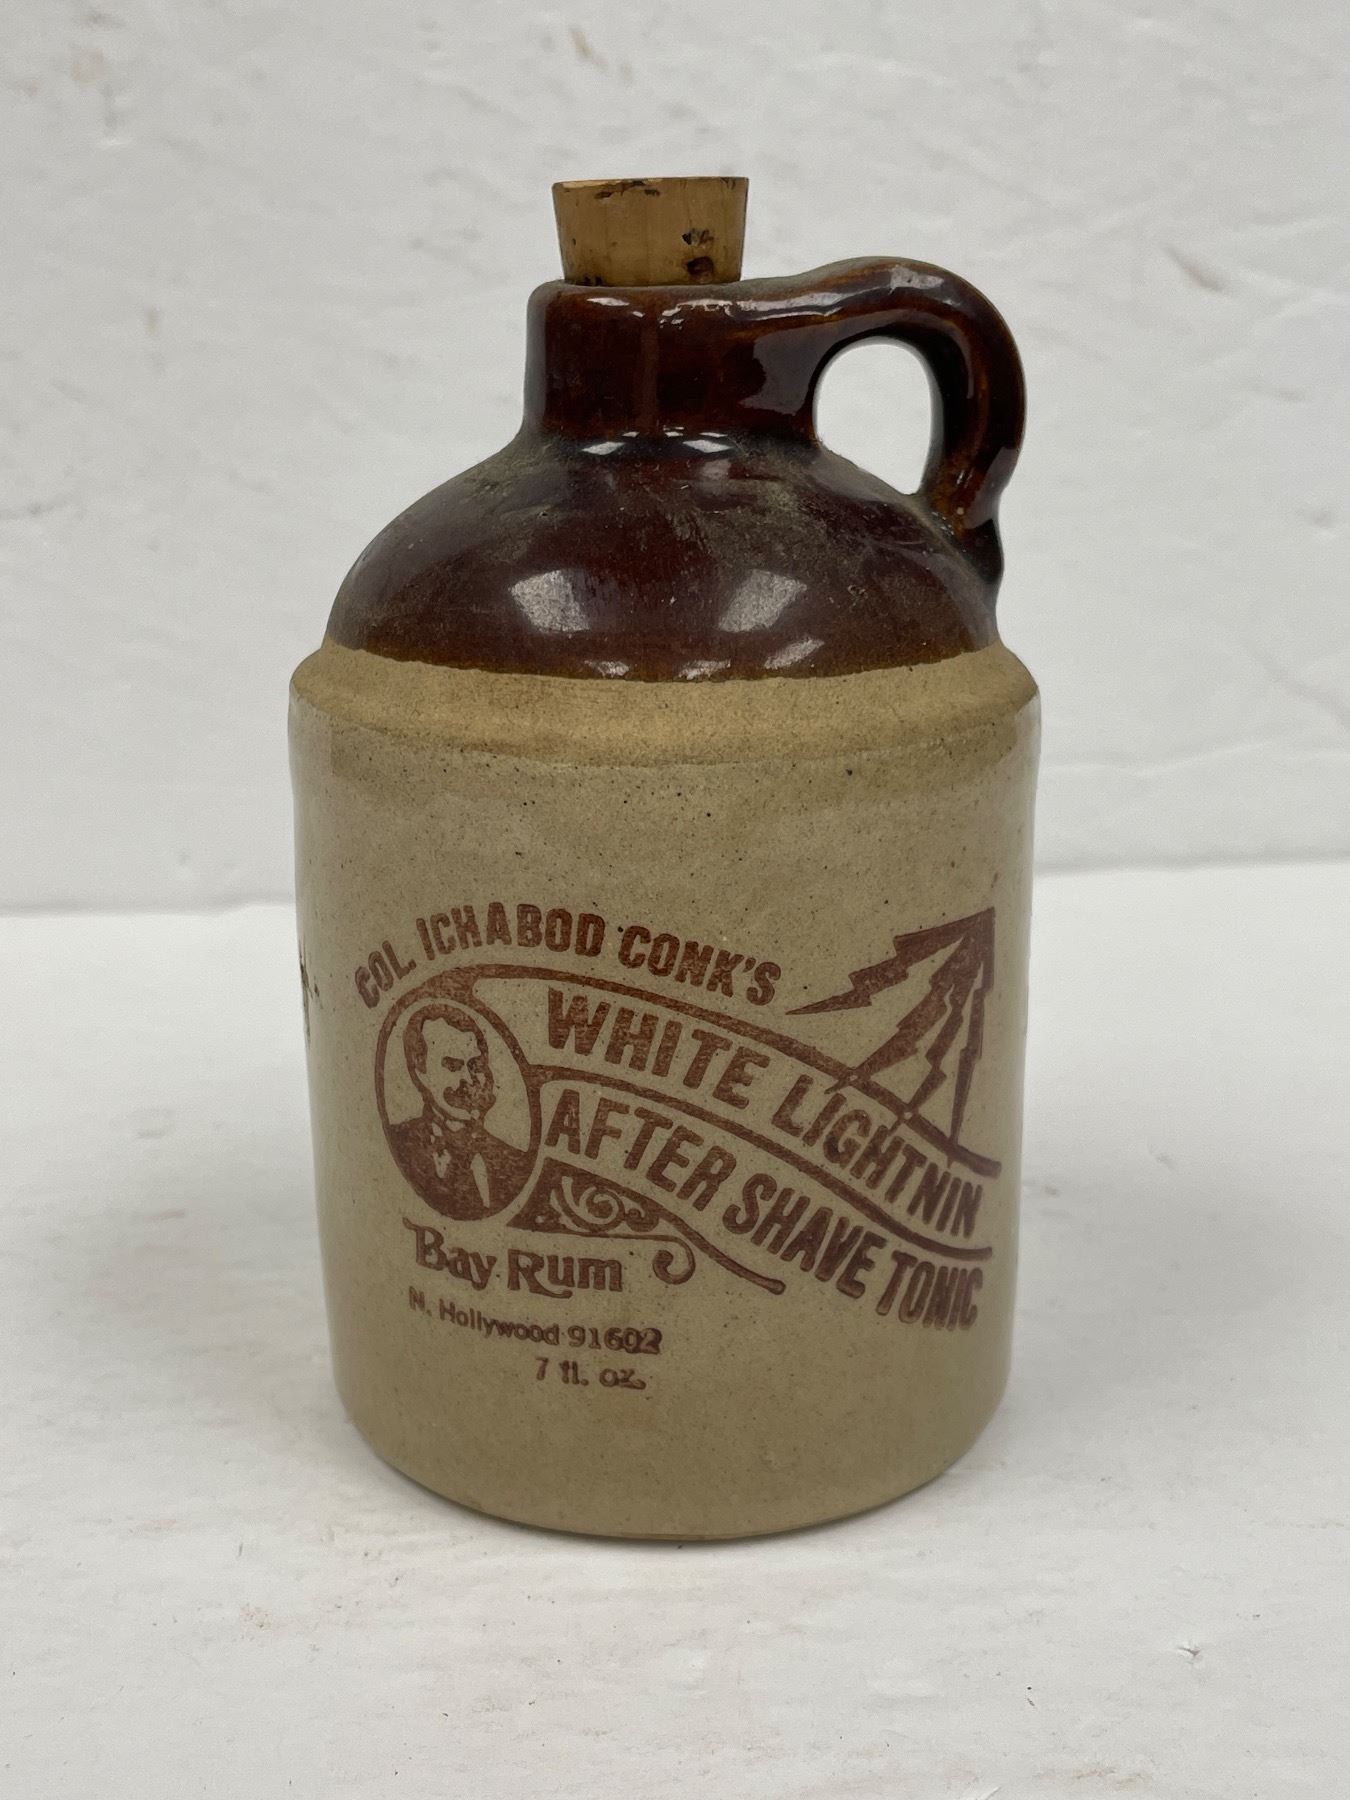 COL. ICHABOD CONK'S
WHITE LIGHTNIN
AFTER SHAVE TONIC
Bay Rum
N. Hollywood 91602
7 fl. oz.